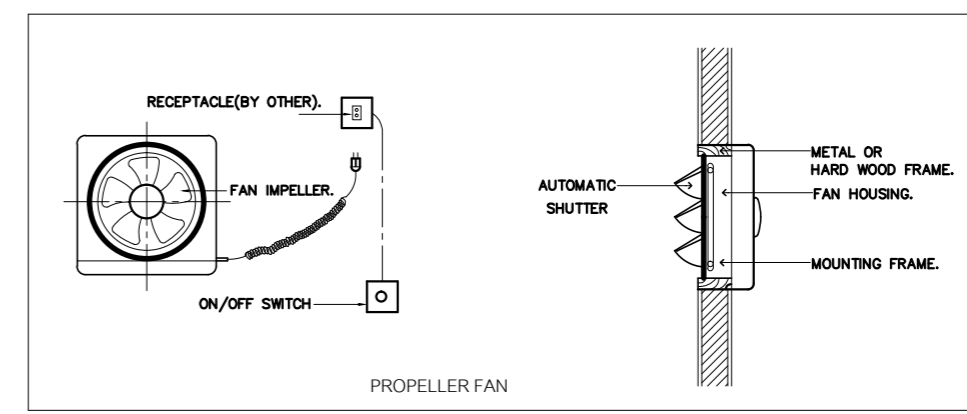 RECEPTACLE(BY OTHER).
FAN IMPELLER.
ON/OFF SWITCH
AUTOMATIC
SHUTTER
METAL OR
HARD WOOD FRAME.
FAN HOUSING.
MOUNTING FRAME.
PROPELLER FAN